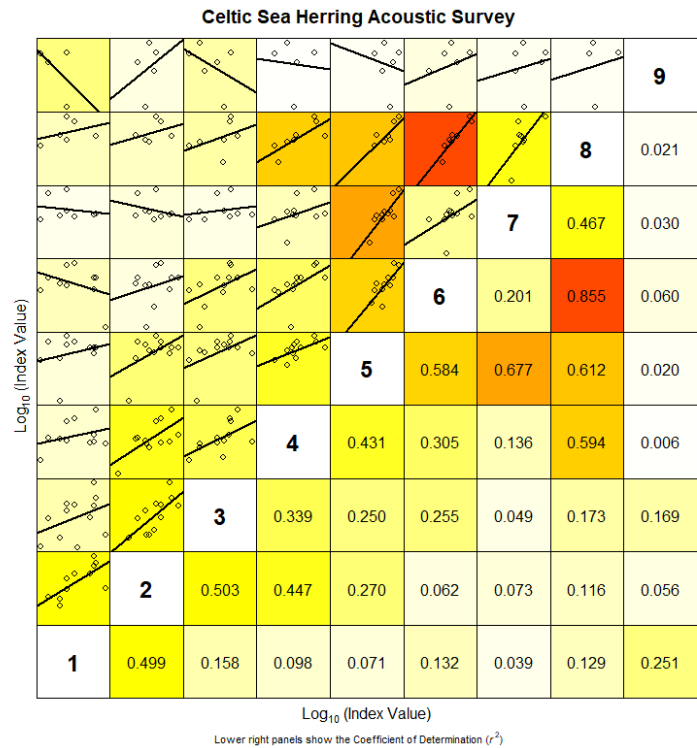 Celtic Sea Herring Acoustic Survey
9
8 0.021
7 0.467 0.030
6 0.201 0.855 0.060
5 0.584 0.677 0.612 0.020
4 0.431 0.305 0.136 0.594 0.006
3 0.339 0.250 0.255 0.049 0.173 0.169
2 0.503 0.447 0.270 0.062 0.073 0.116 0.056
1 0.499 0.158 0.098 0.071 0.132 0.039 0.129 0.251
Log₁₀ (Index Value)
Log₁₀ (Index Value)
Lower right panels show the Coefficient of Determination (r²)